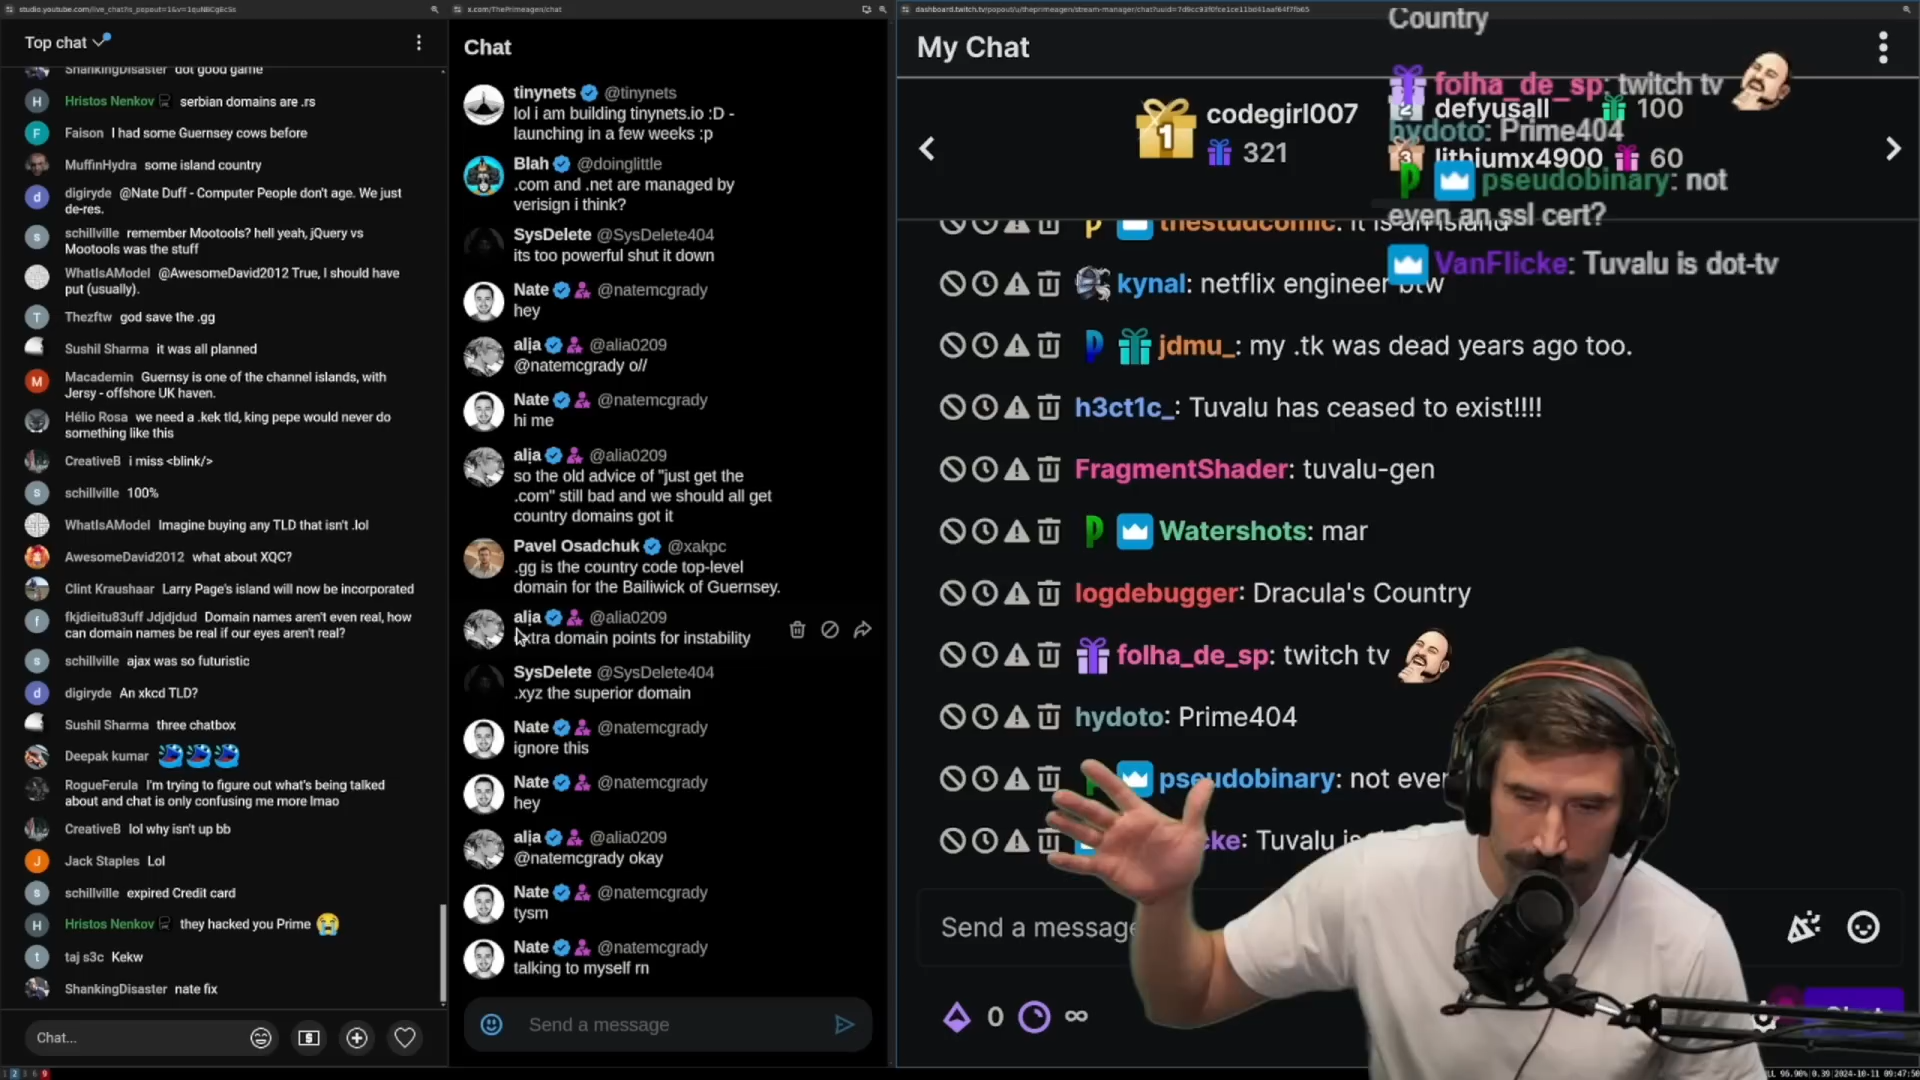 studio.youtube.com/live_chat?is_popout=1&v=1quNBCgEcSs
Top chat
ShankingDisaster dot good game
Hristos Nenkov serbian domains are .rs
Faison I had some Guernsey cows before
MuffinHydra some island country
digiryde @Nate Duff - Computer People don't age. We just
de-res.
schillville remember Mootools? hell yeah, jQuery vs
Mootools was the stuff
WhatIsAModel @AwesomeDavid2012 True, I should have
put (usually).
Thezftw god save the .gg
Sushil Sharma it was all planned
Macademin Guernsy is one of the channel islands, with
Jersy - offshore UK haven.
Hélio Rosa we need a .kek tld, king pepe would never do
something like this
CreativeB i miss <blink/>
schillville 100%
WhatIsAModel Imagine buying any TLD that isn't .lol
AwesomeDavid2012 what about XQC?
Clint Kraushaar Larry Page's island will now be incorporated
fkjdieitu83uff Jdjdjdud Domain names aren't even real, how
can domain names be real if our eyes aren't real?
schillville ajax was so futuristic
digiryde An xkcd TLD?
Sushil Sharma three chatbox
Deepak kumar
RogueFerula I'm trying to figure out what's being talked
about and chat is only confusing me more lmao
CreativeB lol why isn't up bb
Jack Staples Lol
schillville expired Credit card
Hristos Nenkov they hacked you Prime 😭
taj s3c Kekw
ShankingDisaster nate fix
Chat...
x.com/ThePrimeagen/chat
Chat
tinynets @tinynets
lol i am building tinynets.io :D -
launching in a few weeks :p
Blah @doinglittle
.com and .net are managed by
verisign i think?
SysDelete @SysDelete404
its too powerful shut it down
Nate @natemcgrady
hey
alja @alia0209
@natemcgrady o//
Nate @natemcgrady
hi me
alja @alia0209
so the old advice of "just get the
.com" still bad and we should all get
country domains got it
Pavel Osadchuk @xakpc
.gg is the country code top-level
domain for the Bailiwick of Guernsey.
alja @alia0209
extra domain points for instability
SysDelete @SysDelete404
.xyz the superior domain
Nate @natemcgrady
ignore this
Nate @natemcgrady
hey
alja @alia0209
@natemcgrady okay
Nate @natemcgrady
tysm
Nate @natemcgrady
talking to myself rn
Send a message
My Chat
codegirl007
1 321
2 defyusall 100
3 lithiumx4900 60
thestudcomic: it is an island
kynal: netflix engineer btw
jdmu_: my .tk was dead years ago too.
h3ct1c_: Tuvalu has ceased to exist!!!!
FragmentShader: tuvalu-gen
Watershots: mar
logdebugger: Dracula's Country
folha_de_sp: twitch tv
hydoto: Prime404
pseudobinary: not ever
cke: Tuvalu is
Send a message
0 ∞
Country
folha_de_sp: twitch tv
hydoto: Prime404
pseudobinary: not
even an ssl cert?
VanFlicke: Tuvalu is dot-tv
96.90% | 0.39 | 2024-10-11 09:47:50